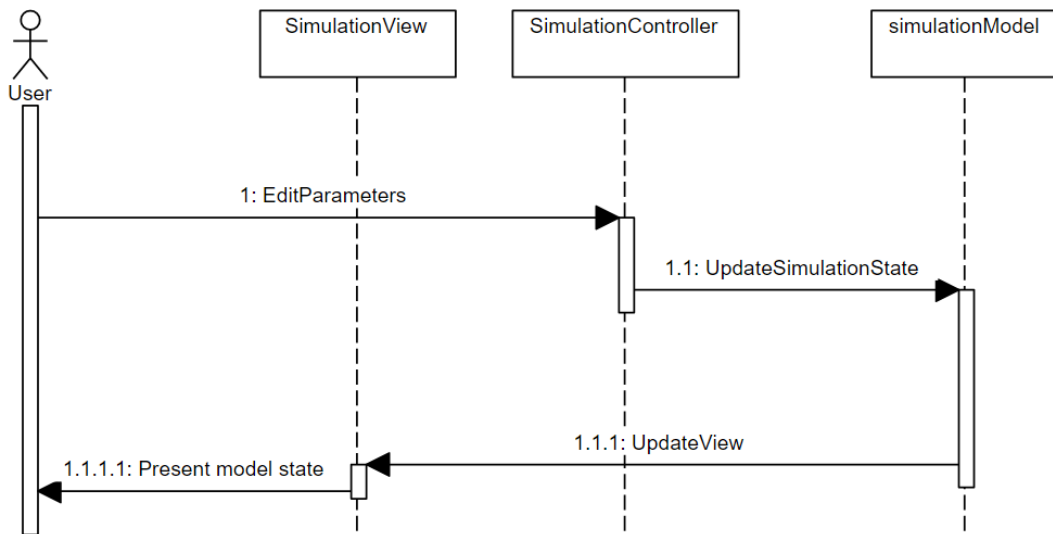 SimulationView
SimulationController
simulationModel
User
1: EditParameters
1.1: UpdateSimulationState
1.1.1: UpdateView
1.1.1.1: Present model state